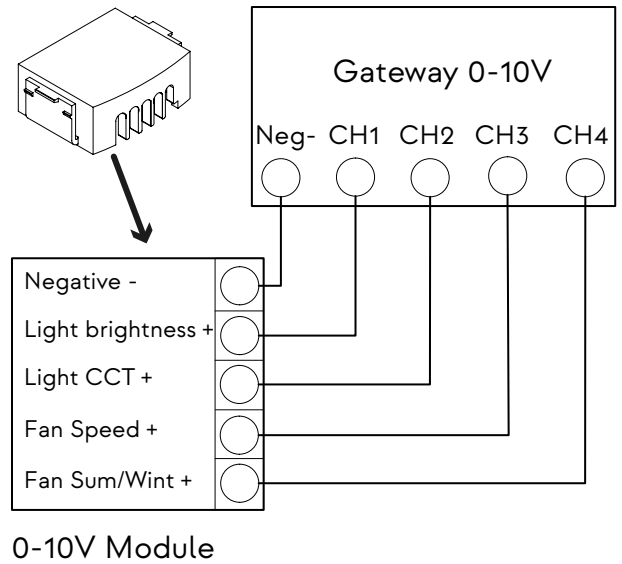 Gateway 0-10V
Neg- CH1 CH2 CH3 CH4
Negative -
Light brightness +
Light CCT +
Fan Speed +
Fan Sum/Wint +
0-10V Module